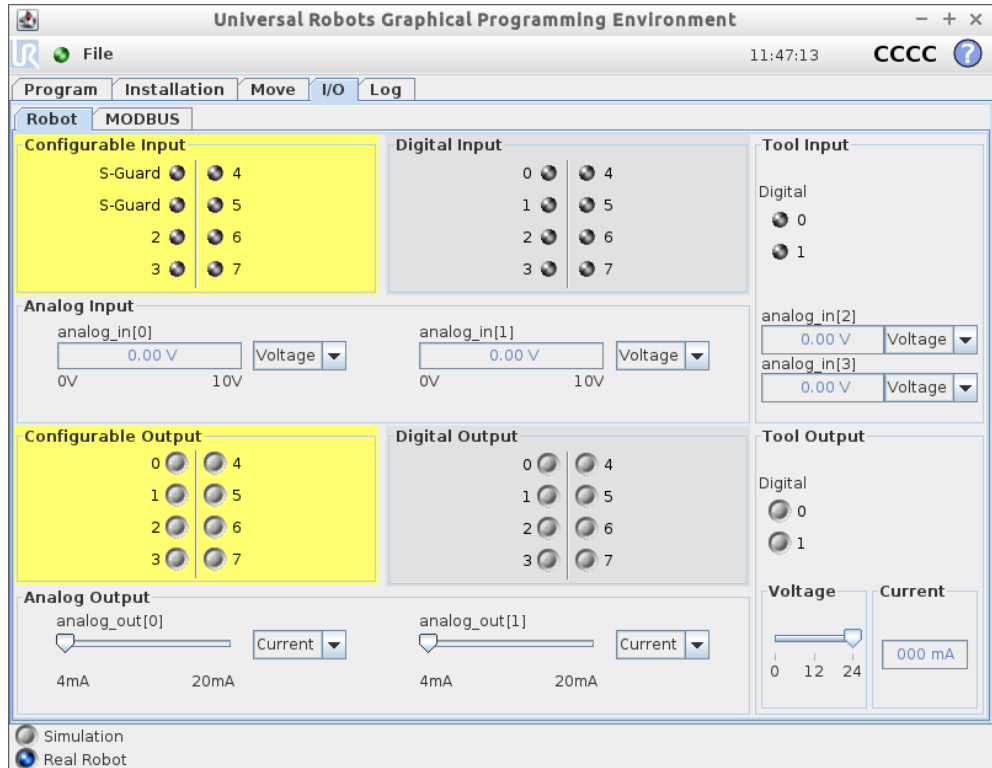 Universal Robots Graphical Programming Environment
UR File 11:47:13 CCCC ?
Program Installation Move I/O Log
Robot MODBUS
Configurable Input
S-Guard 4
S-Guard 5
2 6
3 7
Digital Input
0 4
1 5
2 6
3 7
Tool Input
Digital
0
1
analog_in[2]
0.00 V Voltage
analog_in[3]
0.00 V Voltage
Analog Input
analog_in[0]
0.00 V Voltage
0V 10V
analog_in[1]
0.00 V Voltage
0V 10V
Configurable Output
0 4
1 5
2 6
3 7
Digital Output
0 4
1 5
2 6
3 7
Tool Output
Digital
0
1
Voltage
0 12 24
Current
000 mA
Analog Output
analog_out[0]
Current
4mA 20mA
analog_out[1]
Current
4mA 20mA
Simulation
Real Robot